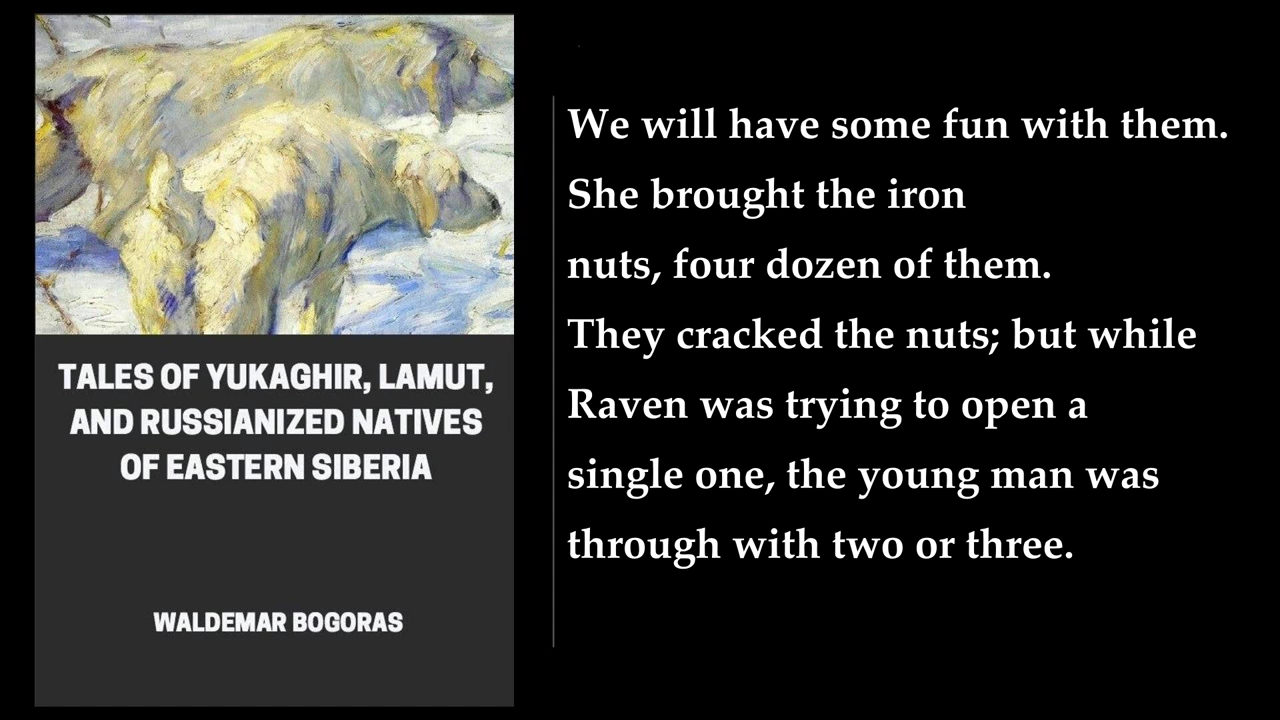 TALES OF YUKAGHIR, LAMUT,
AND RUSSIANIZED NATIVES
OF EASTERN SIBERIA
WALDEMAR BOGORAS
We will have some fun with them.
She brought the iron
nuts, four dozen of them.
They cracked the nuts; but while
Raven was trying to open a
single one, the young man was
through with two or three.